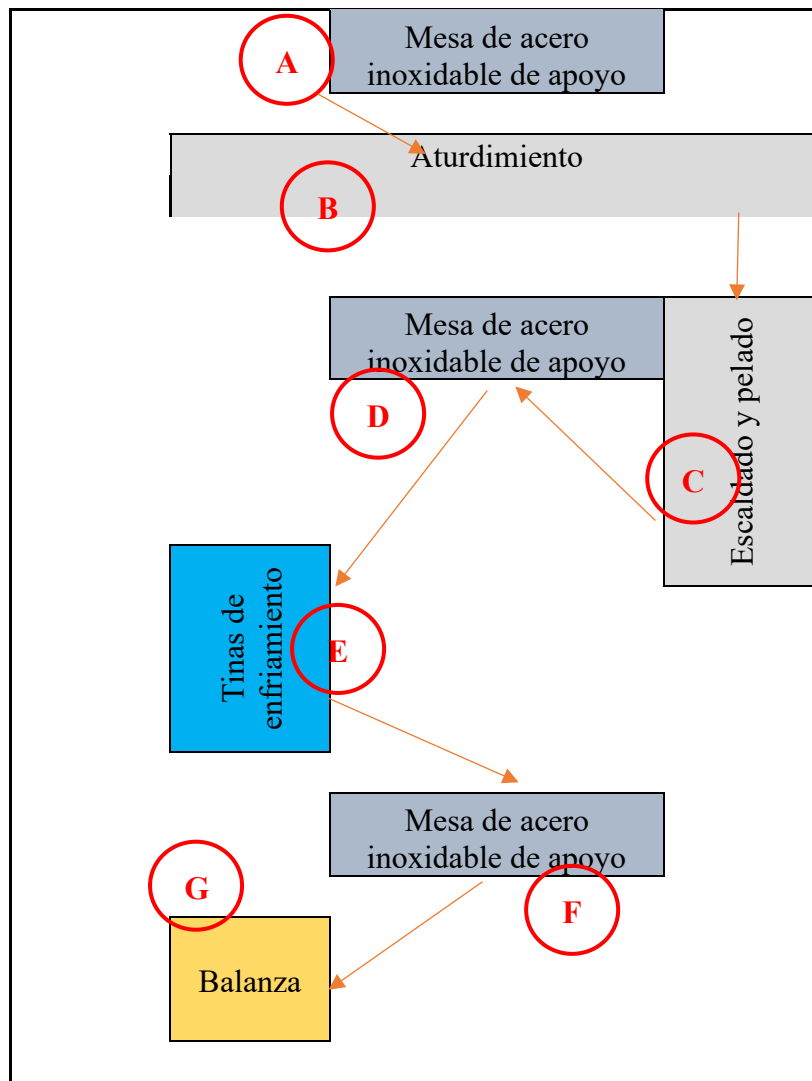 A
Mesa de acero
inoxidable de apoyo
Aturdimiento
B
Mesa de acero
inoxidable de apoyo
D
Escaldado y pelado
C
Tinas de
enfriamiento
E
Mesa de acero
inoxidable de apoyo
F
G
Balanza